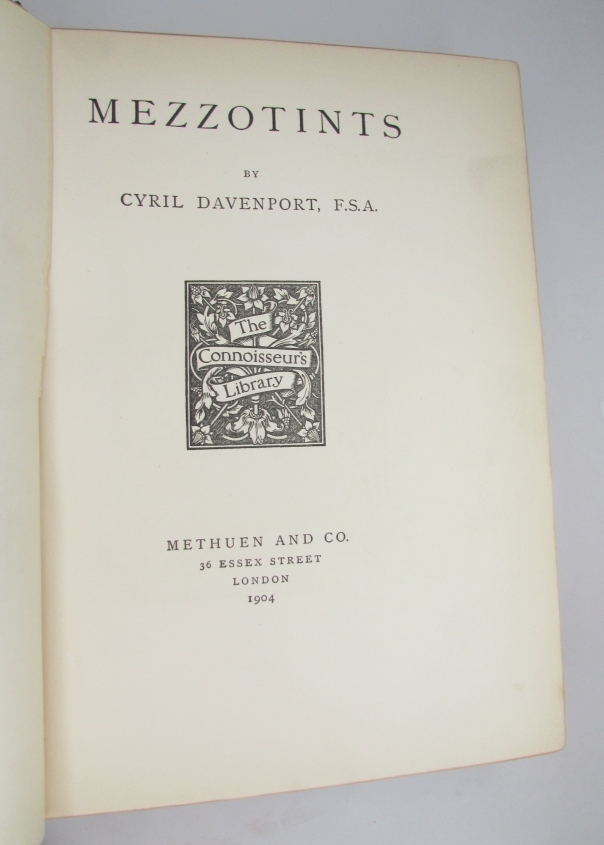 MEZZOTINTS
BY
CYRIL DAVENPORT, F.S.A.
The
Connoisseur's
Library
METHUEN AND CO.
36 ESSEX STREET
LONDON
1904